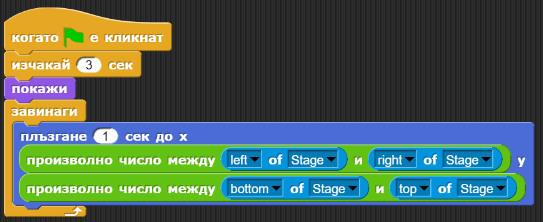 когато е кликнат
изчакай 3 сек
покажи
завинаги
плъзгане 1 сек до x
произволно число между left of Stage и right of Stage y
произволно число между bottom of Stage и top of Stage